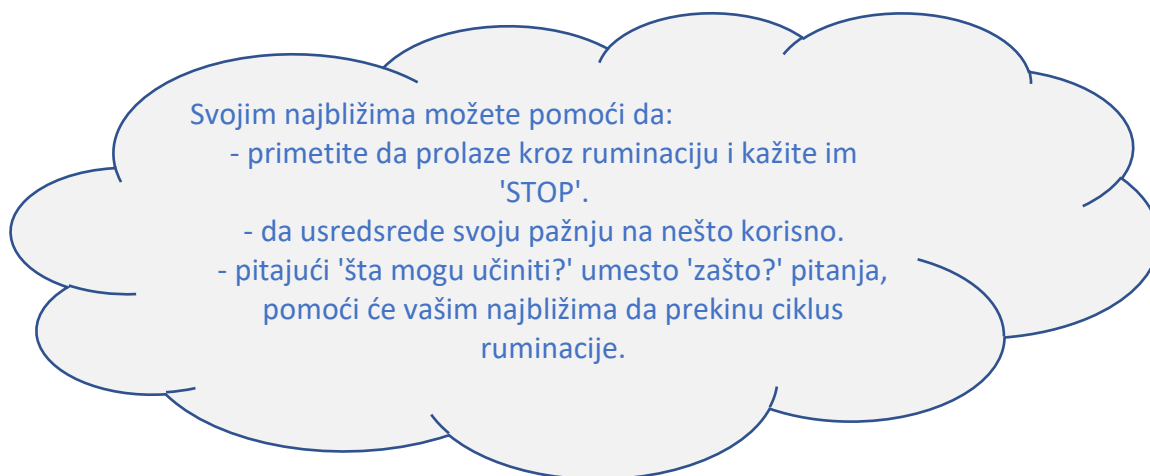 Svojim najbližima možete pomoći da:
- primetite da prolaze kroz ruminaciju i kažite im
'STOP'.
- da usredsrede svoju pažnju na nešto korisno.
- pitajući 'šta mogu učiniti?' umesto 'zašto?' pitanja,
pomoći će vašim najbližima da prekinu ciklus
ruminacije.